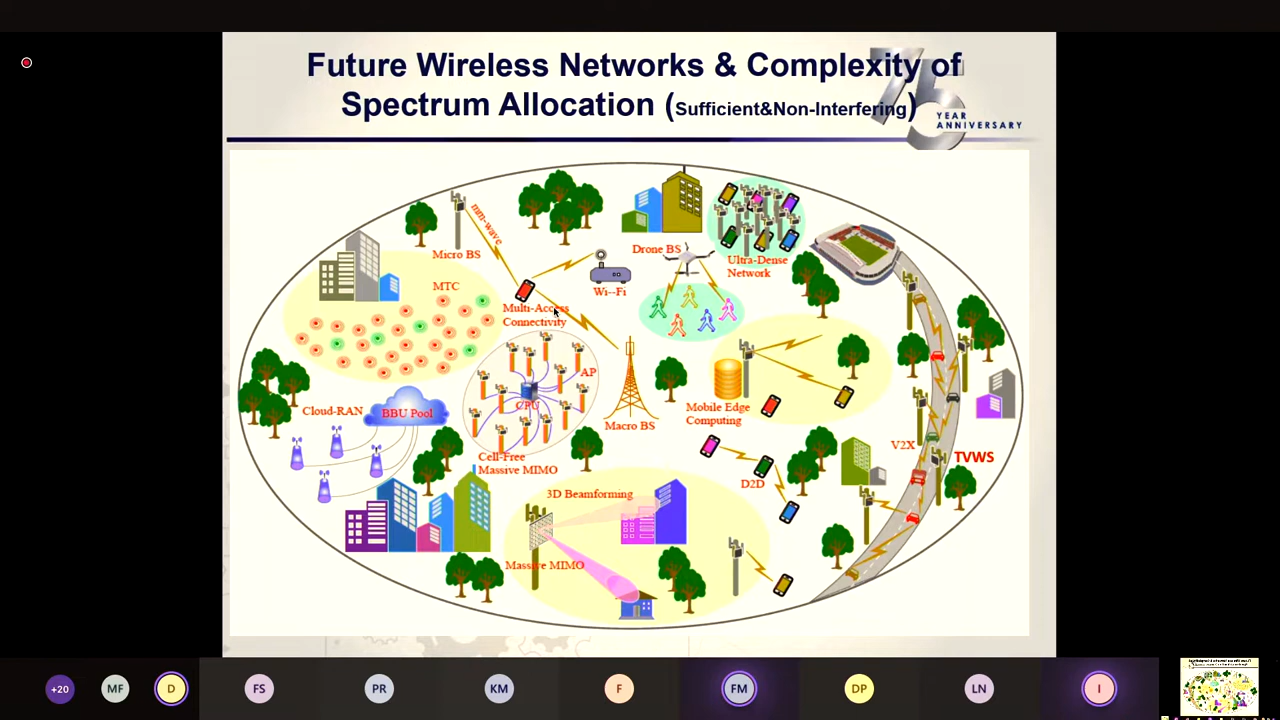 Future Wireless Networks & Complexity of
Spectrum Allocation (Sufficient&Non-Interfering)
75
YEAR
ANNIVERSARY
mm-wave
Micro BS
Drone BS
Ultra-Dense
Network
MTC
Wi--Fi
Multi-Access
Connectivity
AP
CPU
Cloud-RAN
BBU Pool
Macro BS
Mobile Edge
Computing
V2X
TVWS
Cell-Free
Massive MIMO
D2D
3D Beamforming
Massive MIMO
+20
MF
D
FS
PR
KM
F
FM
DP
LN
I